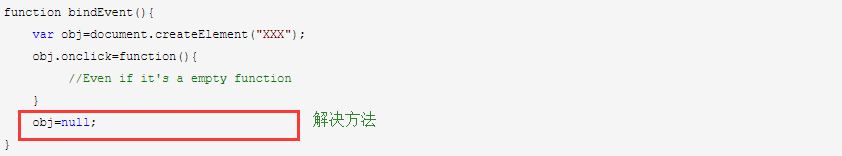 function bindEvent(){
    var obj=document.createElement("XXX");
    obj.onclick=function(){
         //Even if it's a empty function
    }
    obj=null; 解决方法
}